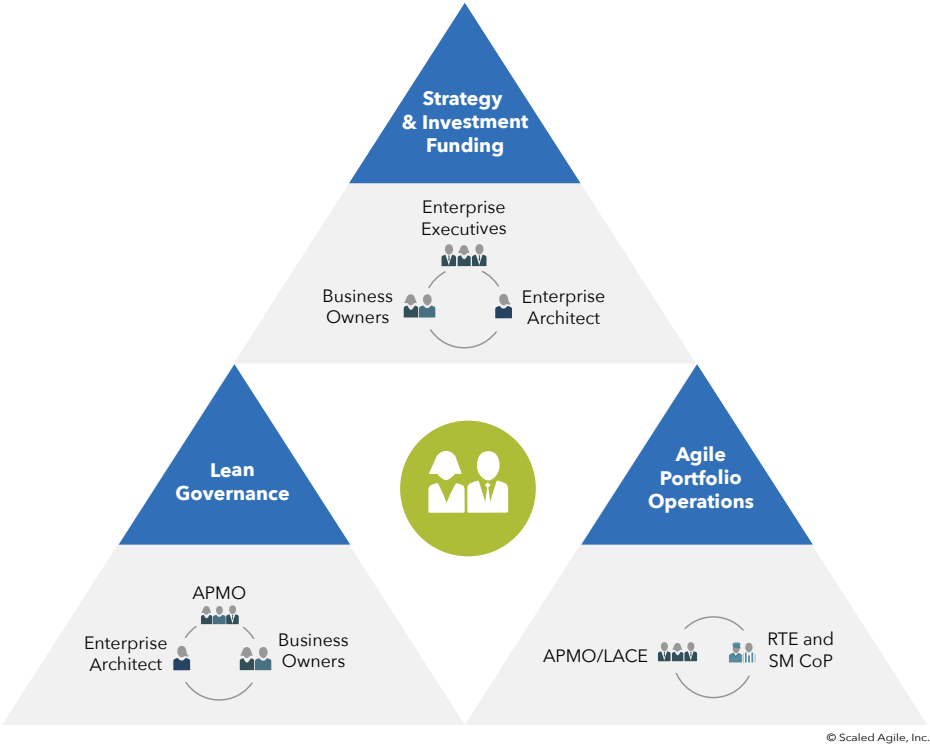 Strategy
& Investment
Funding
Enterprise
Executives
Business
Owners
Enterprise
Architect
Lean
Governance
APMO
Enterprise
Architect
Business
Owners
Agile
Portfolio
Operations
APMO/LACE
RTE and
SM CoP
© Scaled Agile, Inc.